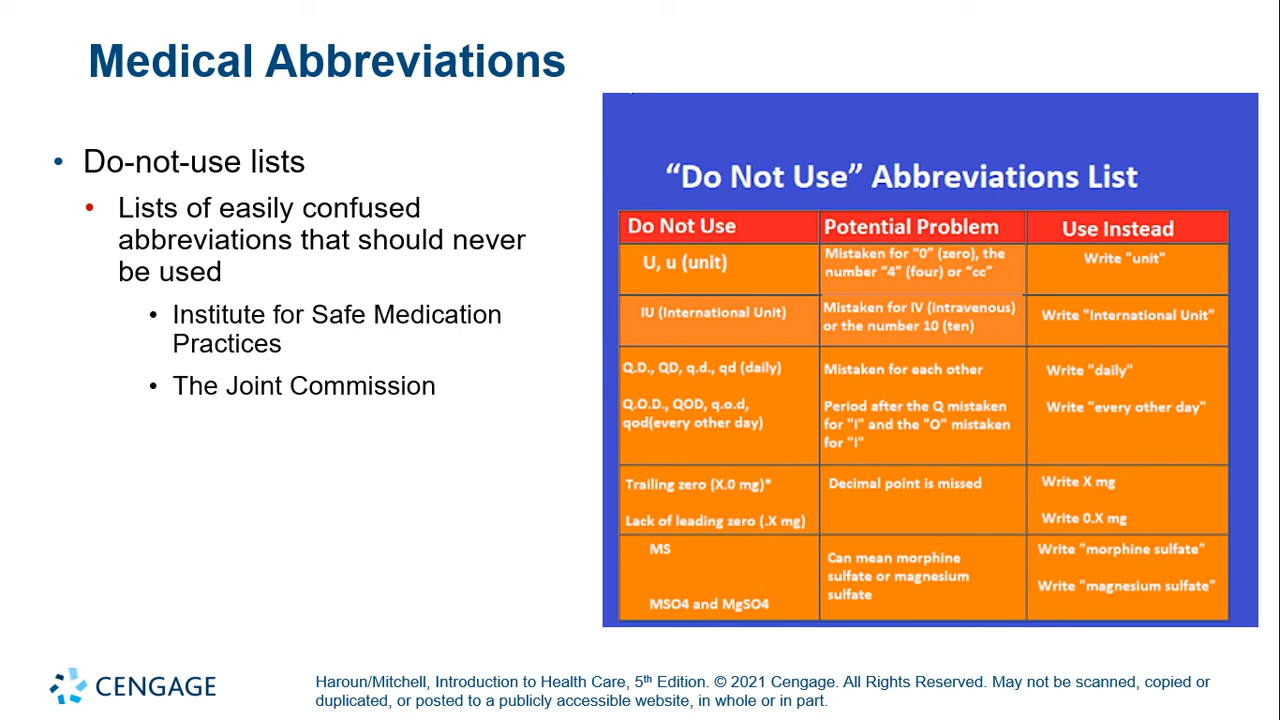 Medical Abbreviations
• Do-not-use lists
• Lists of easily confused
abbreviations that should never
be used
• Institute for Safe Medication
Practices
• The Joint Commission
“Do Not Use” Abbreviations List
Do Not Use
Potential Problem
Use Instead
U, u (unit)
Mistaken for “0” (zero), the
number “4” (four) or “cc”
Write "unit"
IU (International Unit)
Mistaken for IV (intravenous)
or the number 10 (ten)
Write "International Unit"
Q.D., QD, q.d., qd (daily)
Q.O.D., QOD, q.o.d,
qod(every other day)
Mistaken for each other
Period after the Q mistaken
for "I" and the "O" mistaken
for "I"
Write "daily"
Write "every other day"
Trailing zero (X.0 mg)*
Lack of leading zero (.X mg)
Decimal point is missed
Write X mg
Write 0.X mg
MS
MSO4 and MgSO4
Can mean morphine
sulfate or magnesium
sulfate
Write "morphine sulfate"
Write "magnesium sulfate"
CENGAGE
Haroun/Mitchell, Introduction to Health Care, 5th Edition. © 2021 Cengage. All Rights Reserved. May not be scanned, copied or
duplicated, or posted to a publicly accessible website, in whole or in part.